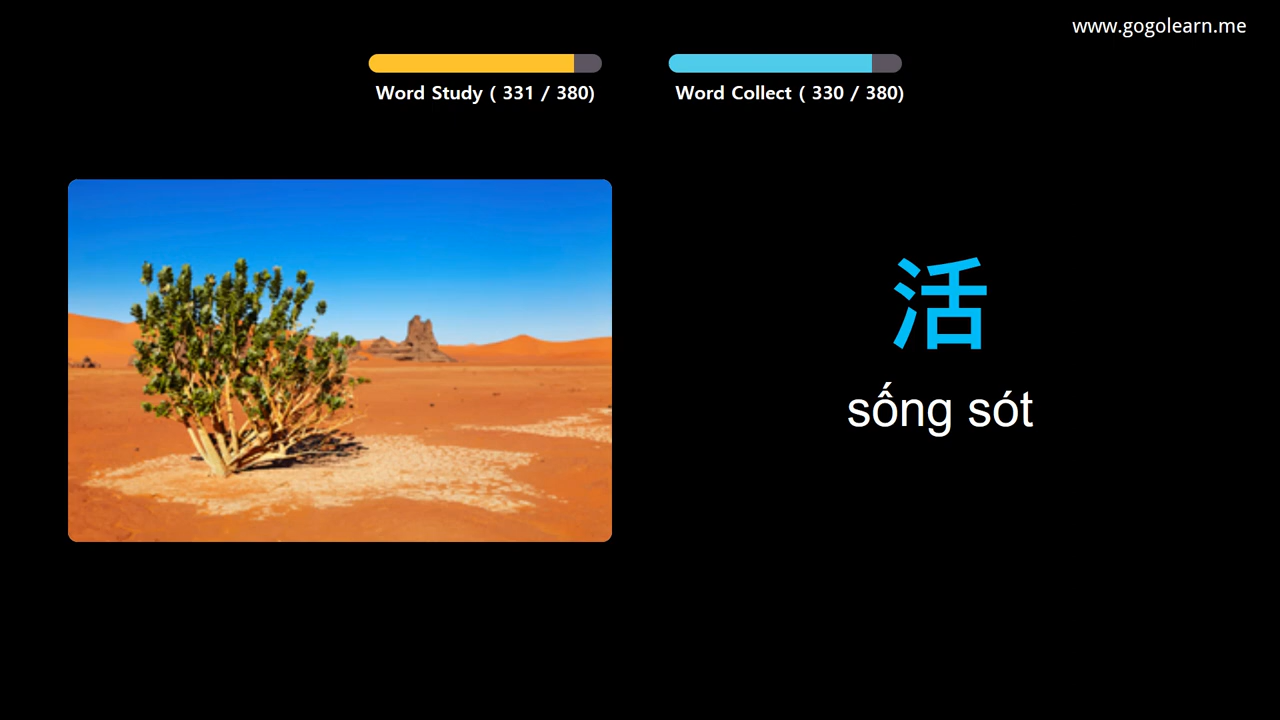 www.gogolearn.me
Word Study ( 331 / 380)
Word Collect ( 330 / 380)
活
sống sót